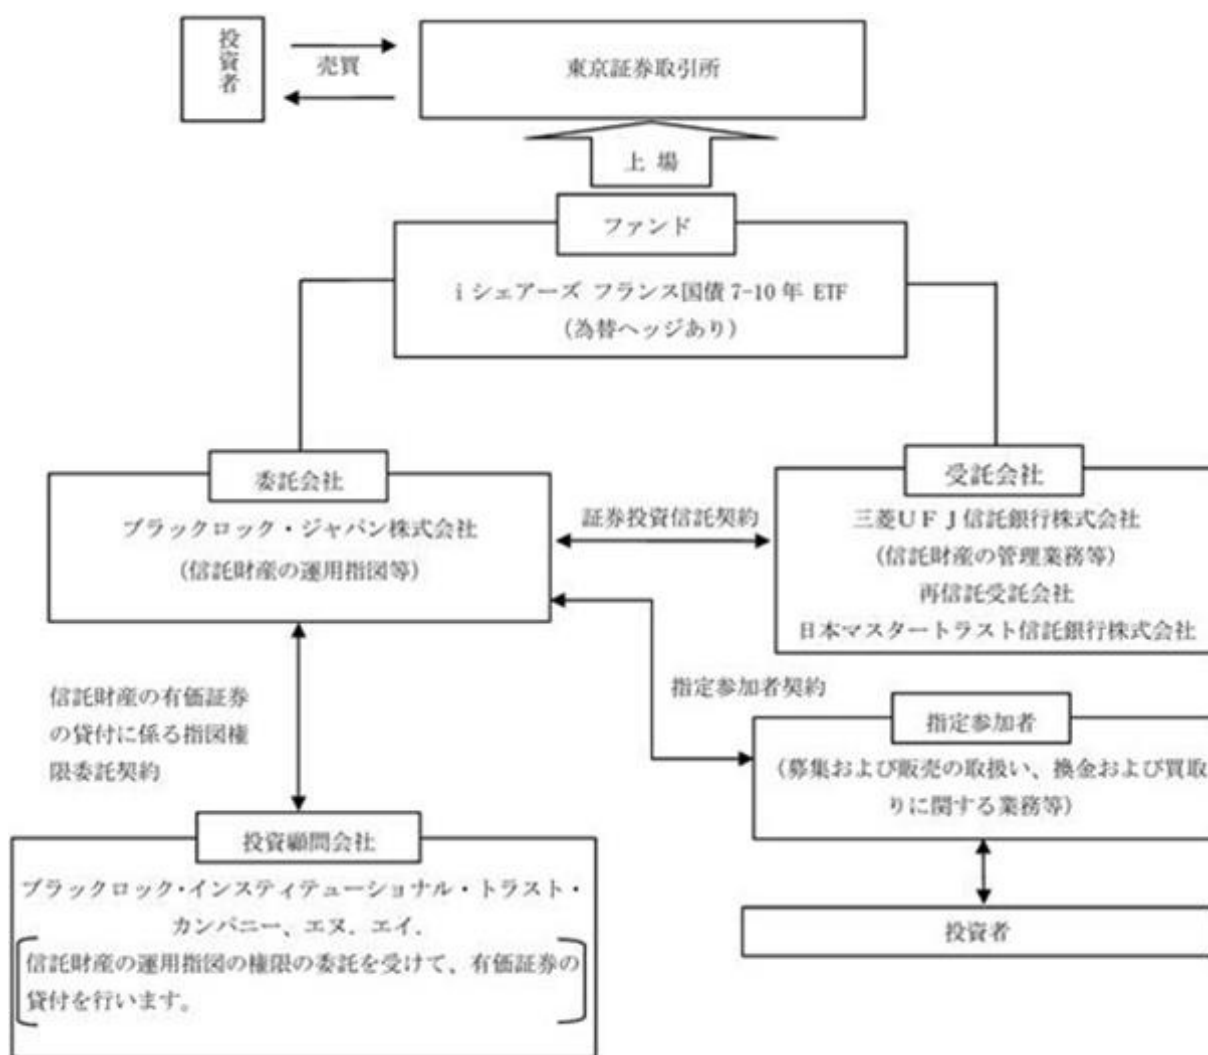 投資者
売買
東京証券取引所
上 場
ファンド
i シェアーズ フランス国債 7-10 年 ETF
（為替ヘッジあり）
委託会社
ブラックロック・ジャパン株式会社
(信託財産の運用指図等)
証券投資信託契約
受託会社
三菱ＵＦＪ信託銀行株式会社
(信託財産の管理業務等)
再信託受託会社
日本マスタートラスト信託銀行株式会社
信託財産の有価証券
の貸付に係る指図権
限委託契約
指定参加者契約
指定参加者
（募集および販売の取扱い、換金および買取
りに関する業務等）
投資顧問会社
ブラックロック・インスティテューショナル・トラスト・
カンパニー、エヌ．エイ．
信託財産の運用指図の権限の委託を受けて、有価証券の
貸付を行います。
投資者